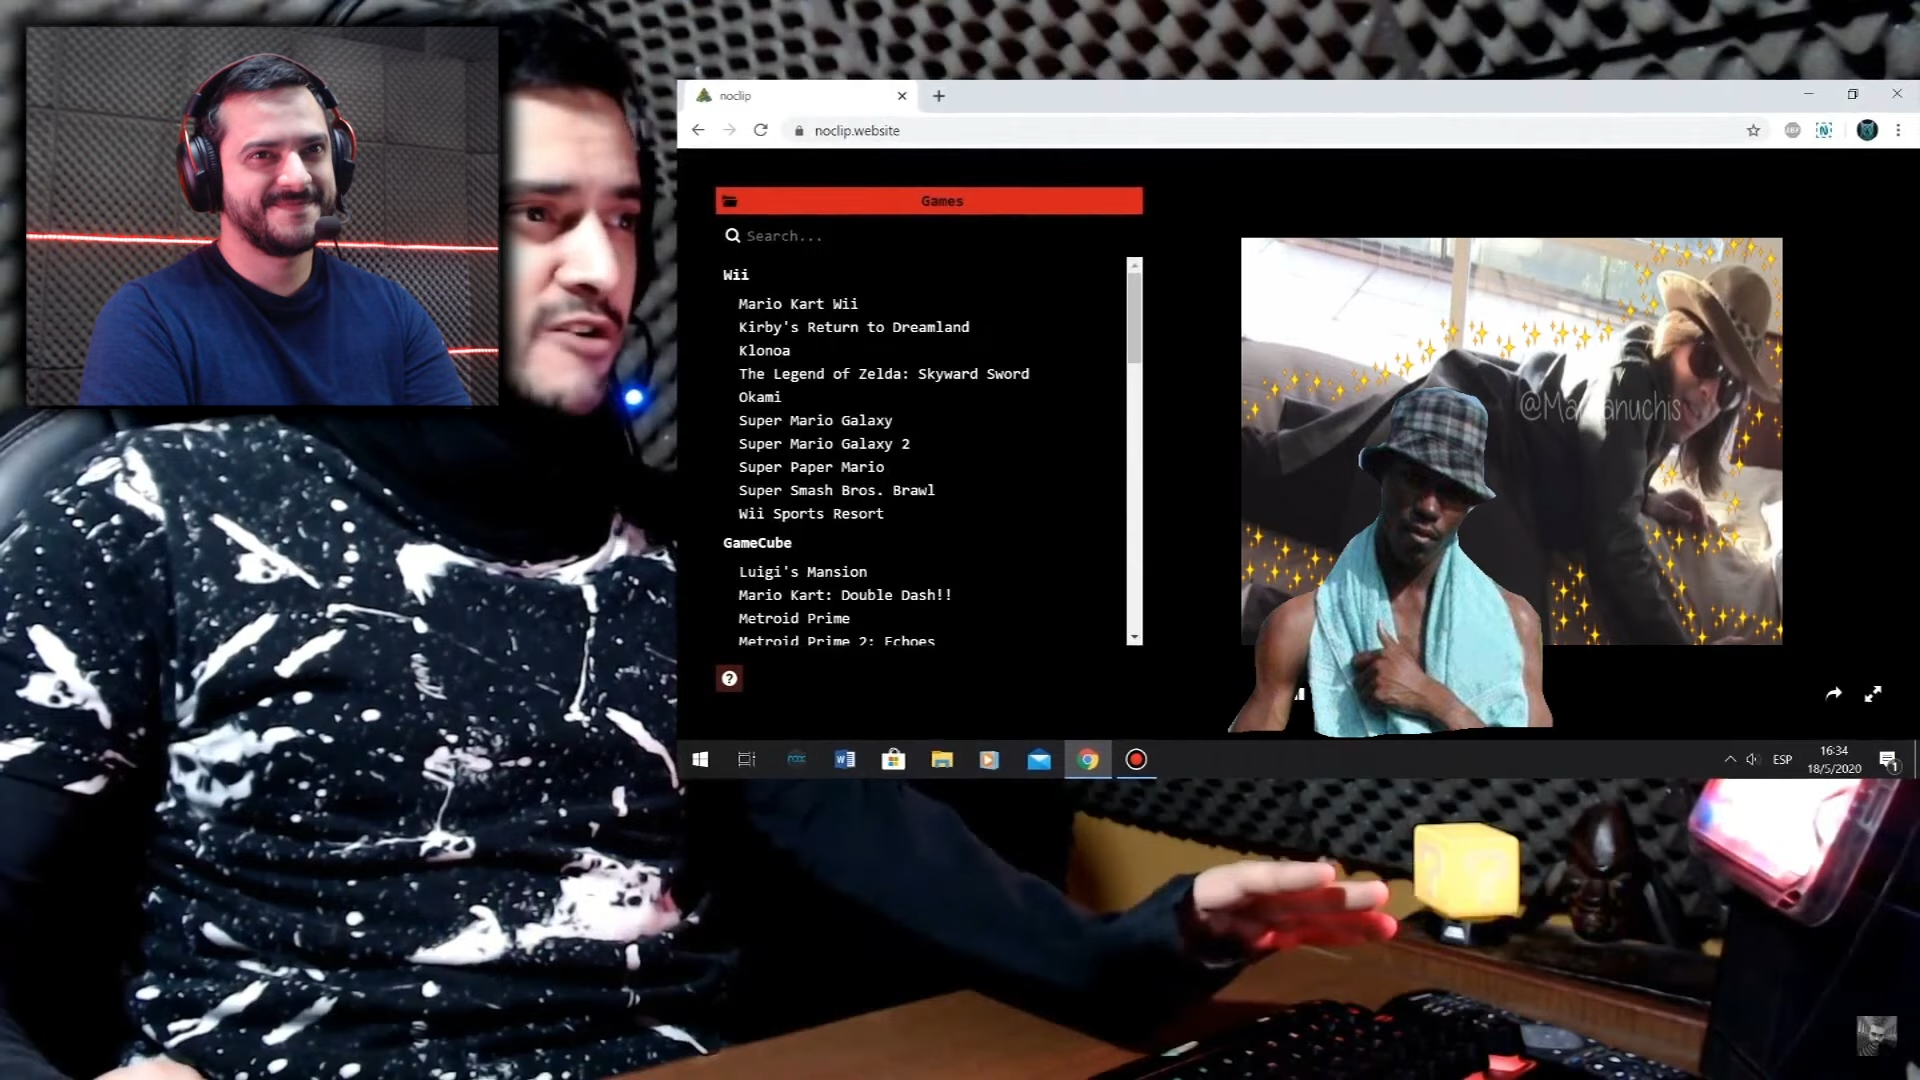 noclip
noclip.website
Games
Search...
Wii
Mario Kart Wii
Kirby's Return to Dreamland
Klonoa
The Legend of Zelda: Skyward Sword
Okami
Super Mario Galaxy
Super Mario Galaxy 2
Super Paper Mario
Super Smash Bros. Brawl
Wii Sports Resort
GameCube
Luigi's Mansion
Mario Kart: Double Dash!!
Metroid Prime
Metroid Prime 2: Echoes
?
ESP
16:34
18/5/2020
1